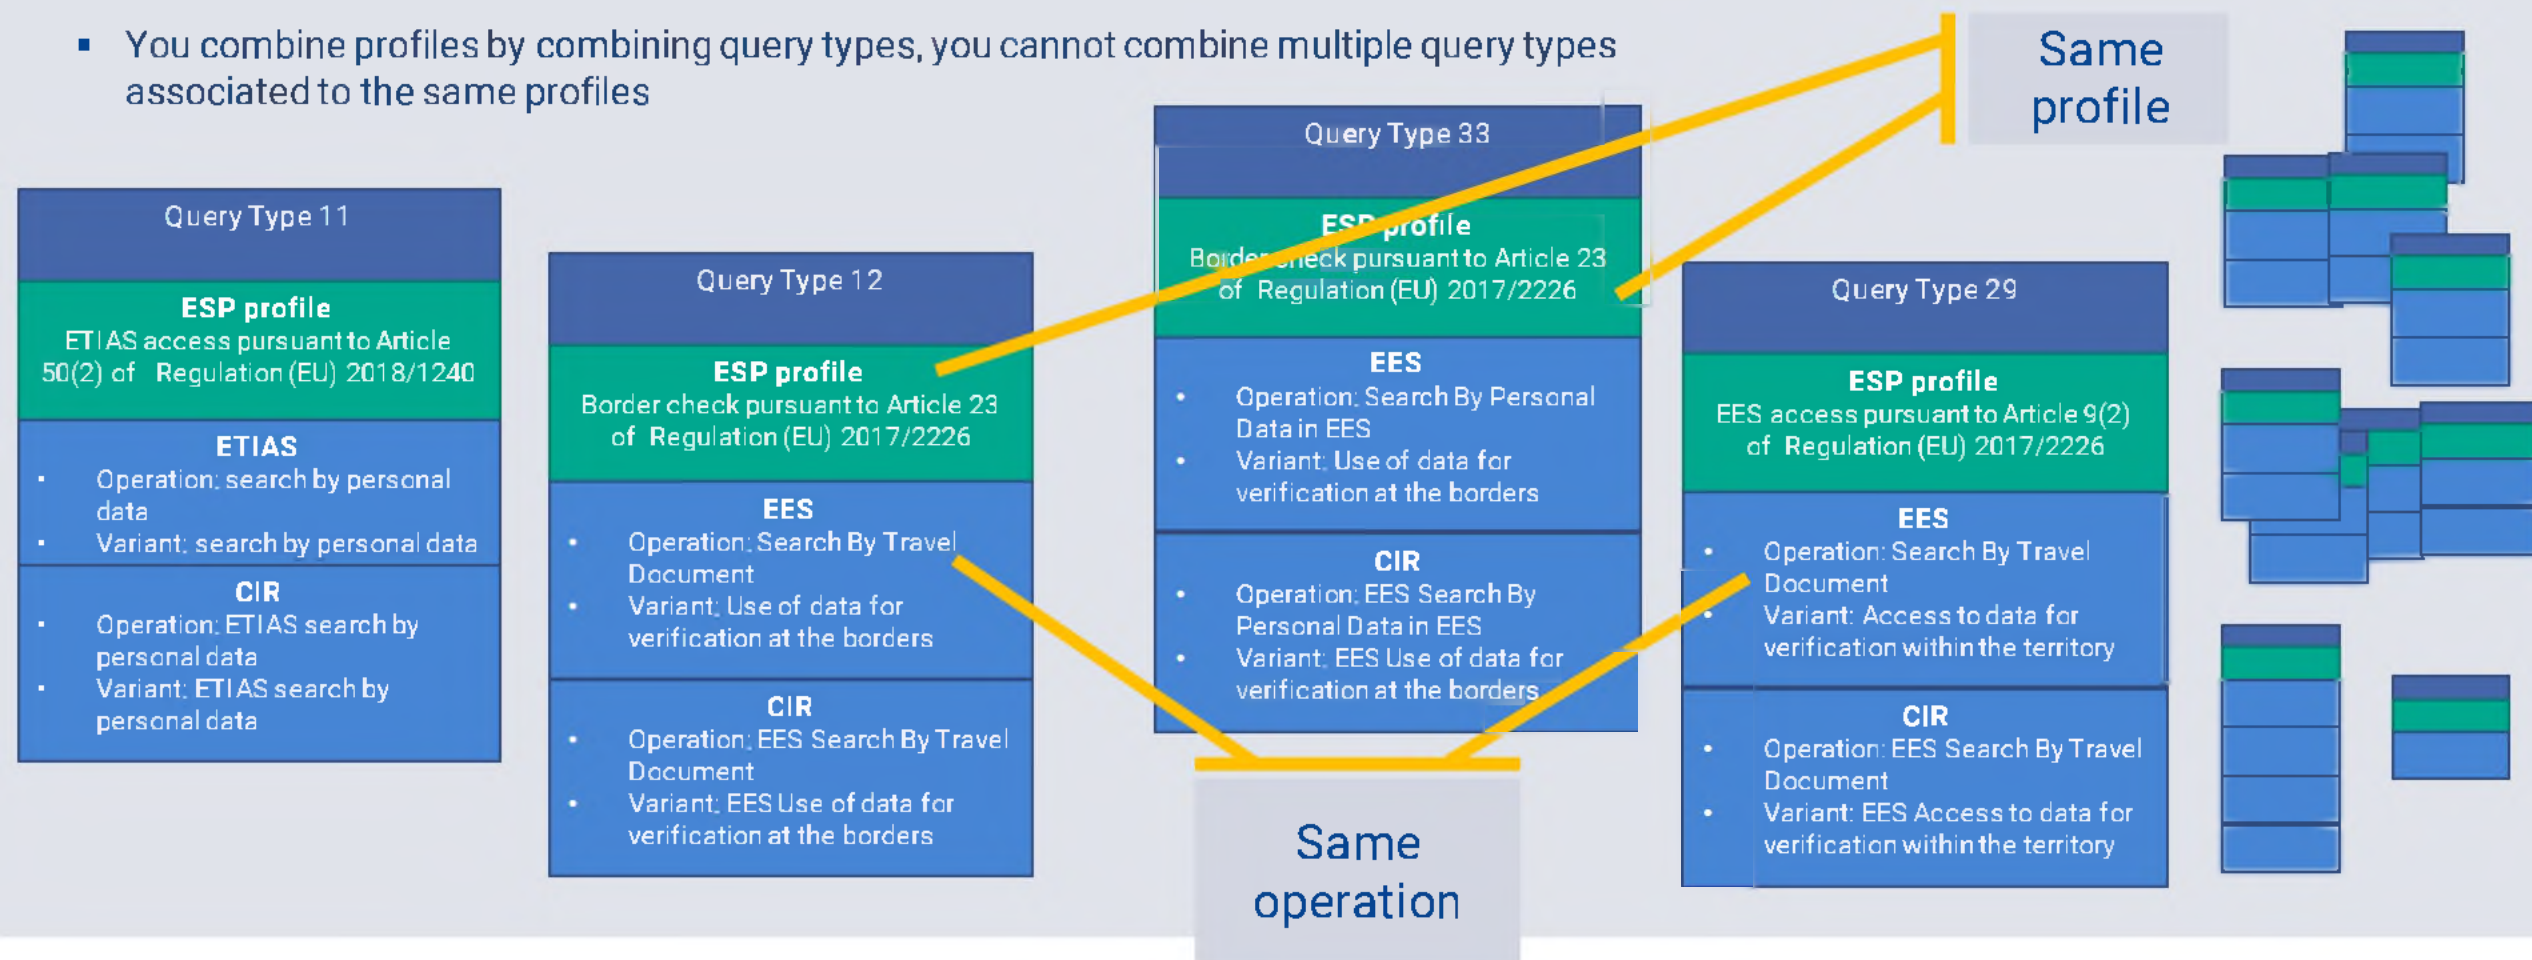 You combine profiles by combining query types, you cannot combine multiple query types
associated to the same profiles
Same
profile
Query Type 11
ESP profile
ETIAS access pursuant to Article
50(2) of Regulation (EU) 2018/1240
ETIAS
Operation: search by personal
data
Variant: search by personal data
CIR
Operation: ETIAS search by
personal data
Variant: ETIAS search by
personal data
Query Type 12
ESP profile
Border check pursuant to Article 23
of Regulation (EU) 2017/2226
EES
Operation: Search By Travel
Document
Variant: Use of data for
verification at the borders
CIR
Operation: EES Search By Travel
Document
Variant: EES Use of data for
verification at the borders
Query Type 33
ESP profile
Border check pursuant to Article 23
of Regulation (EU) 2017/2226
EES
Operation: Search By Personal
Data in EES
Variant: Use of data for
verification at the borders
CIR
Operation: EES Search By
Personal Data in EES
Variant: EES Use of data for
verification at the borders
Query Type 29
ESP profile
EES access pursuant to Article 9(2)
of Regulation (EU) 2017/2226
EES
Operation: Search By Travel
Document
Variant: Access to data for
verification within the territory
CIR
Operation: EES Search By Travel
Document
Variant: EES Access to data for
verification within the territory
Same
operation